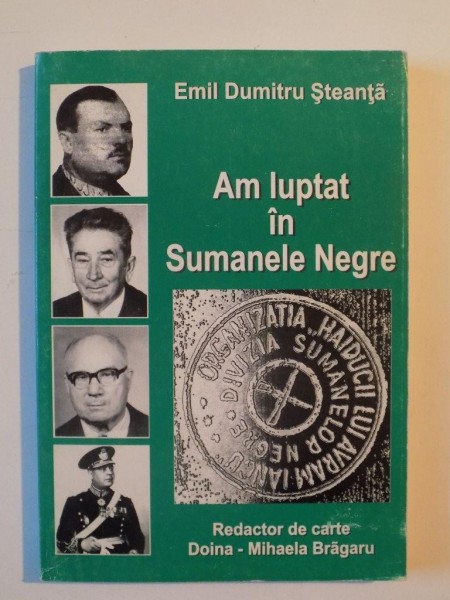 Emil Dumitru Şteanţă
Am luptat
în
Sumanele Negre
ORGANIZATIA „HAIDUCII LUI AVRAM IANCU”
DIVIZIA SUMANELOR NEGRE
Redactor de carte
Doina - Mihaela Brăgaru